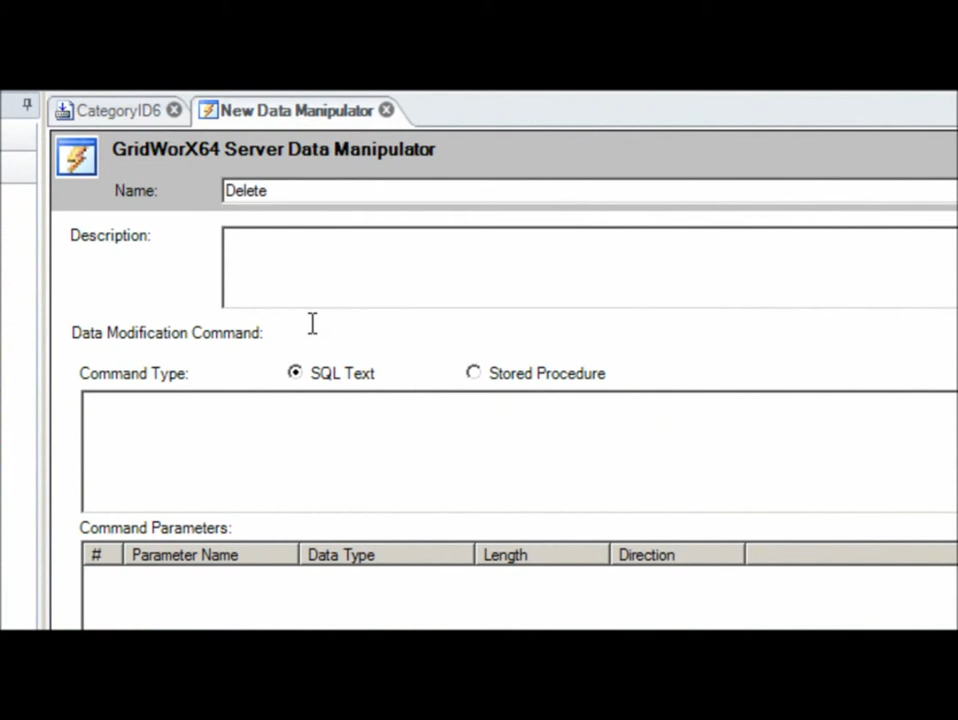 CategoryID6 New Data Manipulator
GridWorX64 Server Data Manipulator
Name: Delete
Description:
Data Modification Command:
Command Type: SQL Text Stored Procedure
Command Parameters:
# Parameter Name Data Type Length Direction